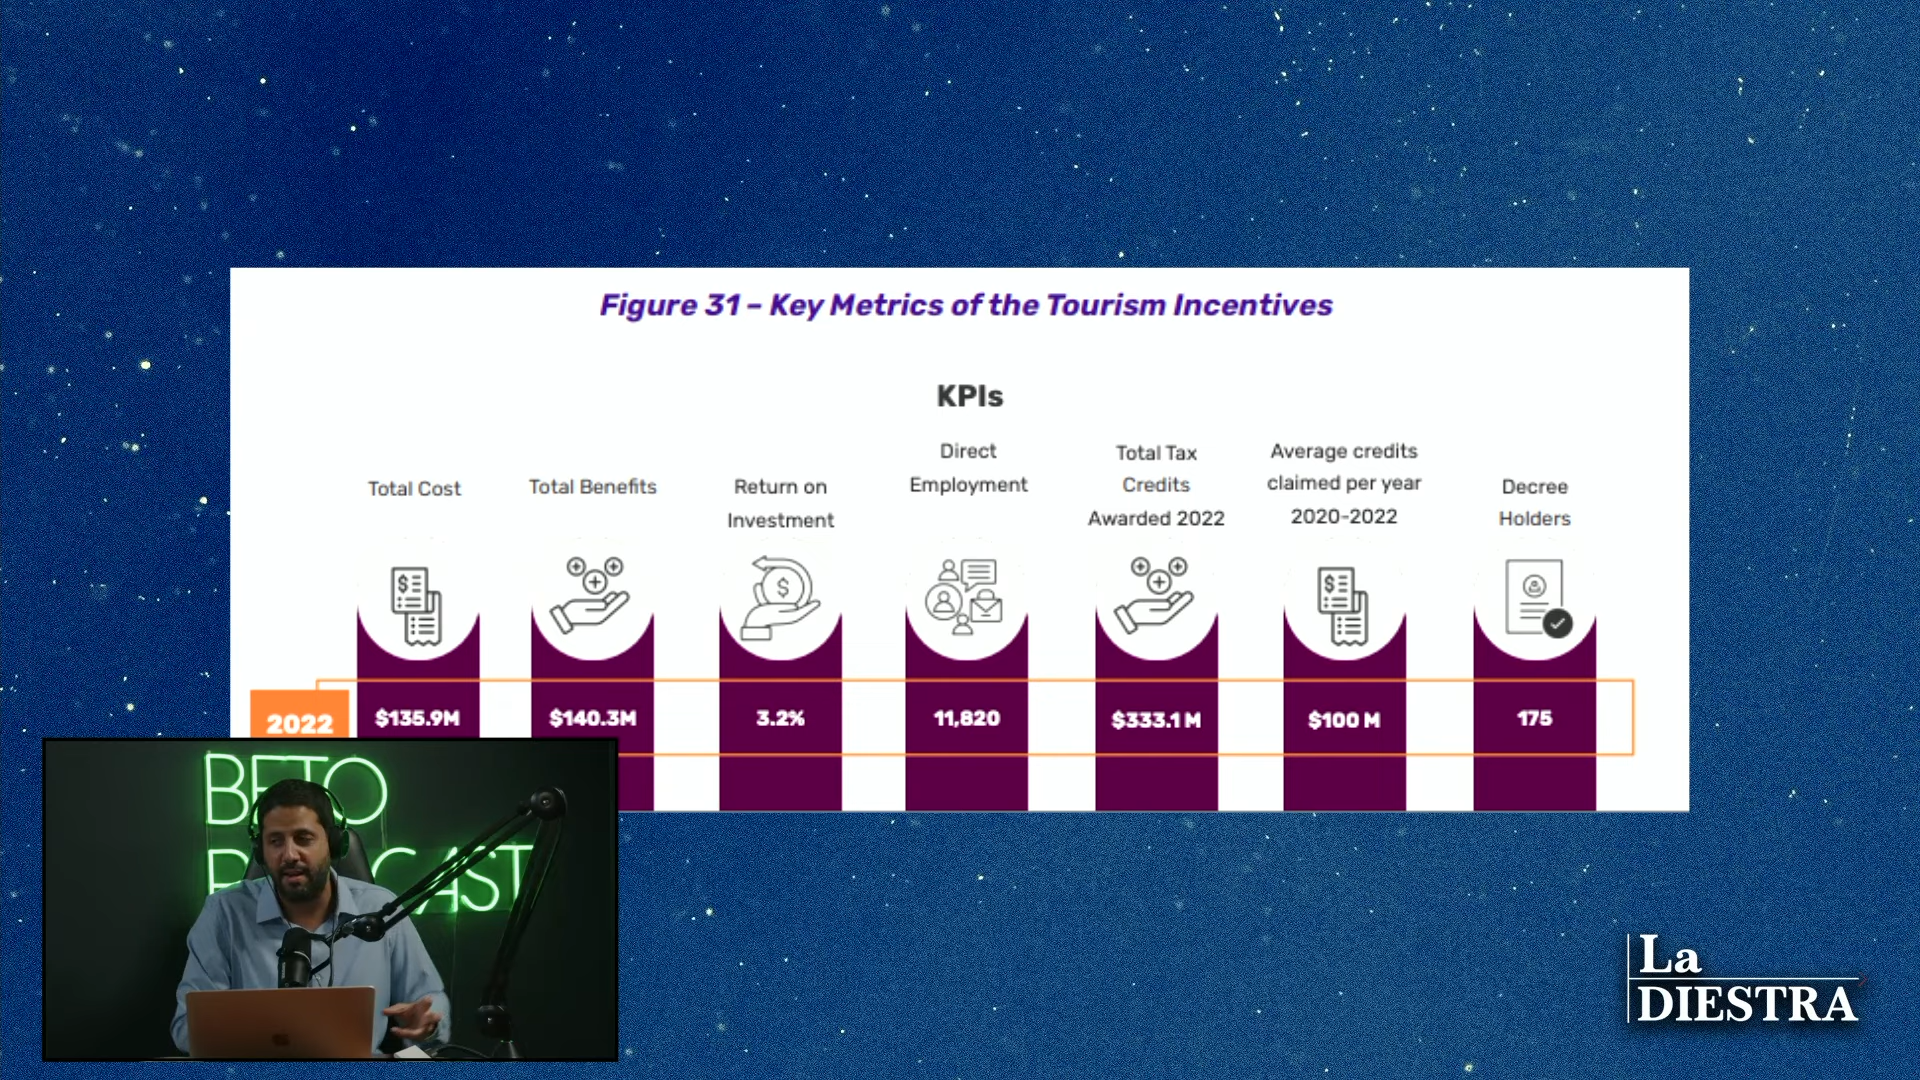 Figure 31 – Key Metrics of the Tourism Incentives
KPIs
Total Cost
Total Benefits
Return on
Investment
Direct
Employment
Total Tax
Credits
Awarded 2022
Average credits
claimed per year
2020-2022
Decree
Holders
2022
$135.9M
$140.3M
3.2%
11,820
$333.1 M
$100 M
175
BETO
La
DIESTRA